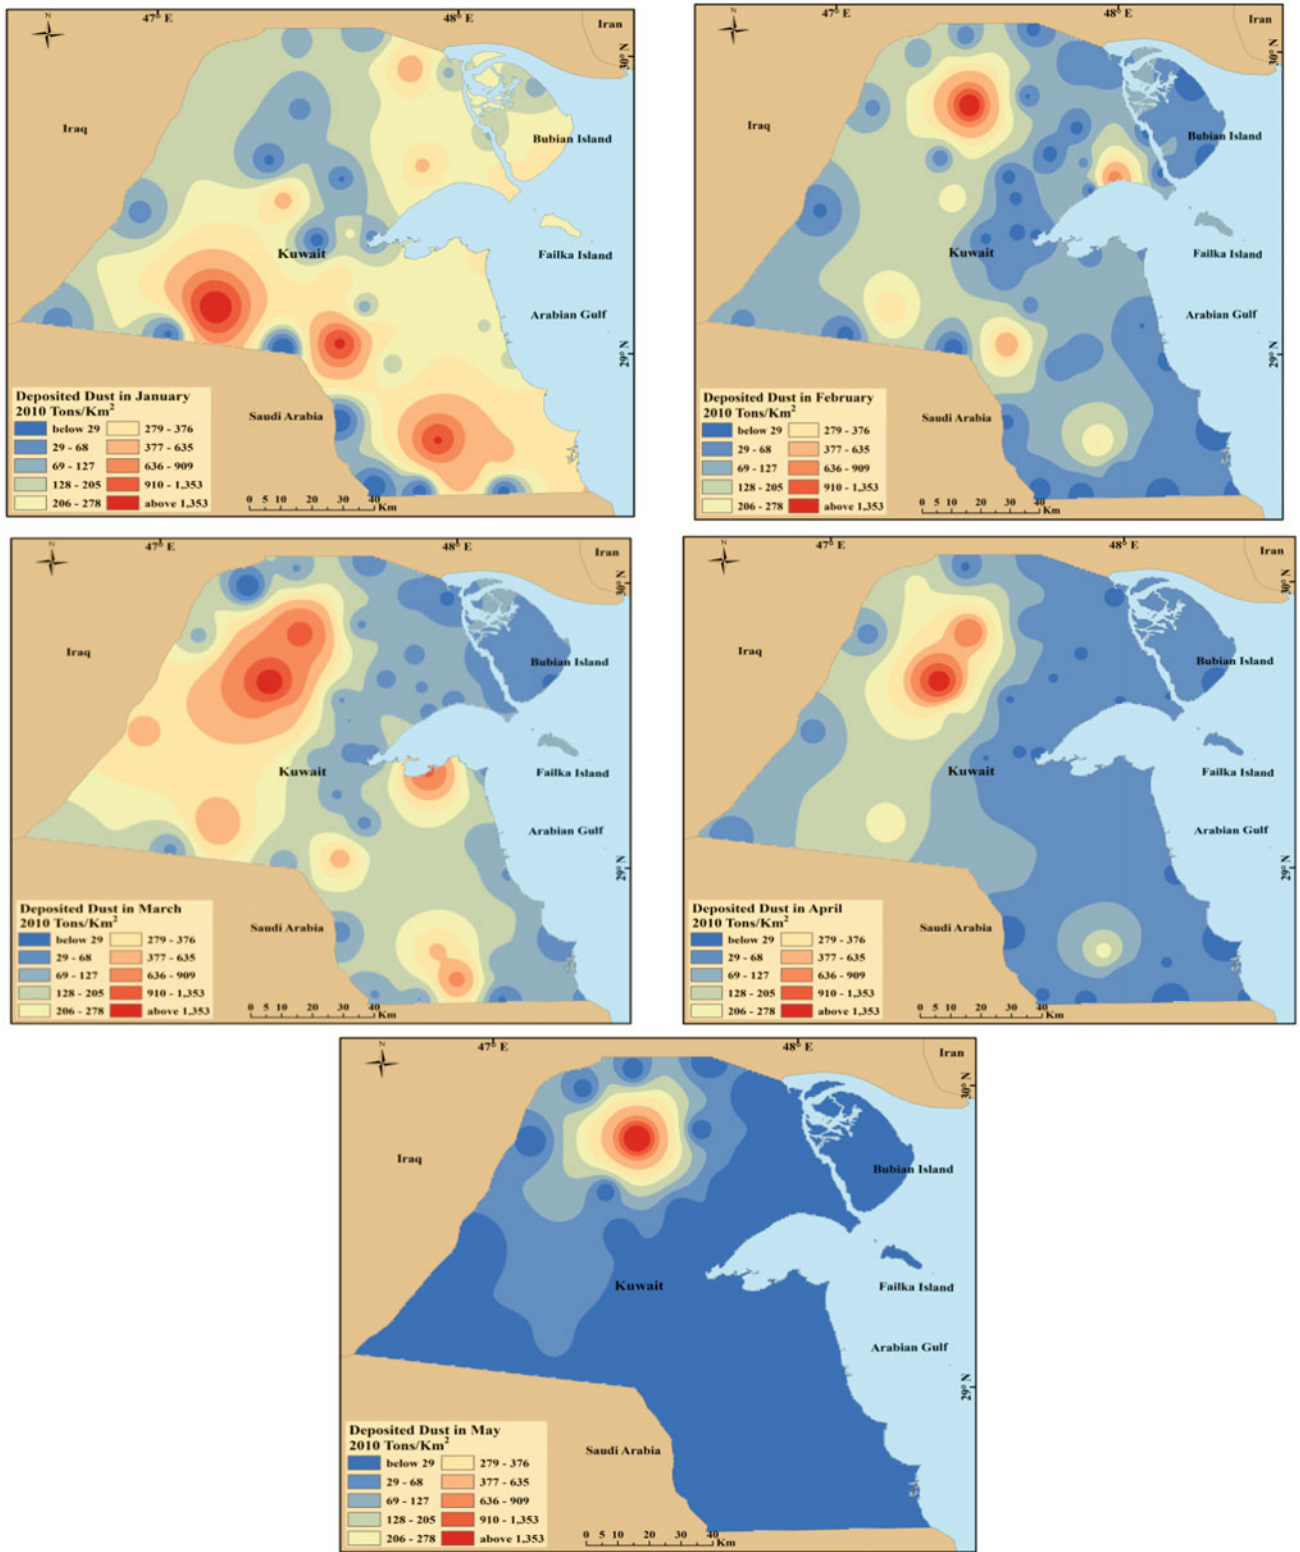 N
47° E
48° E
Iran
30° N
Iraq
Bubian Island
Kuwait
Failka Island
Arabian Gulf
29° N
Saudi Arabia
Deposited Dust in January
2010 Tons/Km²
below 29 279 - 376
29 - 68 377 - 635
69 - 127 636 - 909
128 - 205 910 - 1,353
206 - 278 above 1,353
0 5 10 20 30 40
Km
N
47° E
48° E
Iran
30° N
Iraq
Bubian Island
Kuwait
Failka Island
Arabian Gulf
29° N
Saudi Arabia
Deposited Dust in February
2010 Tons/Km²
below 29 279 - 376
29 - 68 377 - 635
69 - 127 636 - 909
128 - 205 910 - 1,353
206 - 278 above 1,353
0 5 10 20 30 40
Km
N
47° E
48° E
Iran
30° N
Iraq
Bubian Island
Kuwait
Failka Island
Arabian Gulf
29° N
Saudi Arabia
Deposited Dust in March
2010 Tons/Km²
below 29 279 - 376
29 - 68 377 - 635
69 - 127 636 - 909
128 - 205 910 - 1,353
206 - 278 above 1,353
0 5 10 20 30 40
Km
N
47° E
48° E
Iran
30° N
Iraq
Bubian Island
Kuwait
Failka Island
Arabian Gulf
29° N
Saudi Arabia
Deposited Dust in April
2010 Tons/Km²
below 29 279 - 376
29 - 68 377 - 635
69 - 127 636 - 909
128 - 205 910 - 1,353
206 - 278 above 1,353
0 5 10 20 30 40
Km
N
47° E
48° E
Iran
30° N
Iraq
Bubian Island
Kuwait
Failka Island
Arabian Gulf
29° N
Saudi Arabia
Deposited Dust in May
2010 Tons/Km²
below 29 279 - 376
29 - 68 377 - 635
69 - 127 636 - 909
128 - 205 910 - 1,353
206 - 278 above 1,353
0 5 10 20 30 40
Km